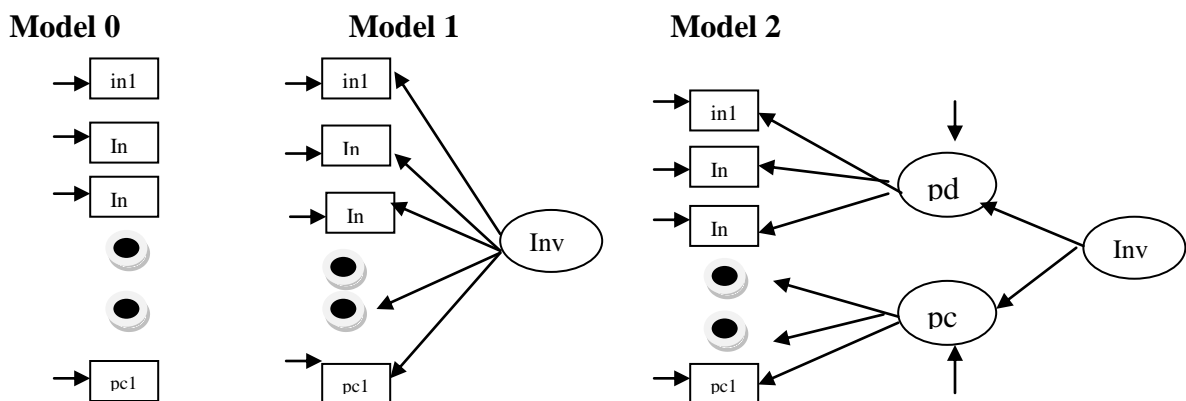 Model 0 Model 1 Model 2
in1 in1 in1
In In In
In In In
pd
Inv Inv
pc
pc1 pc1 pc1